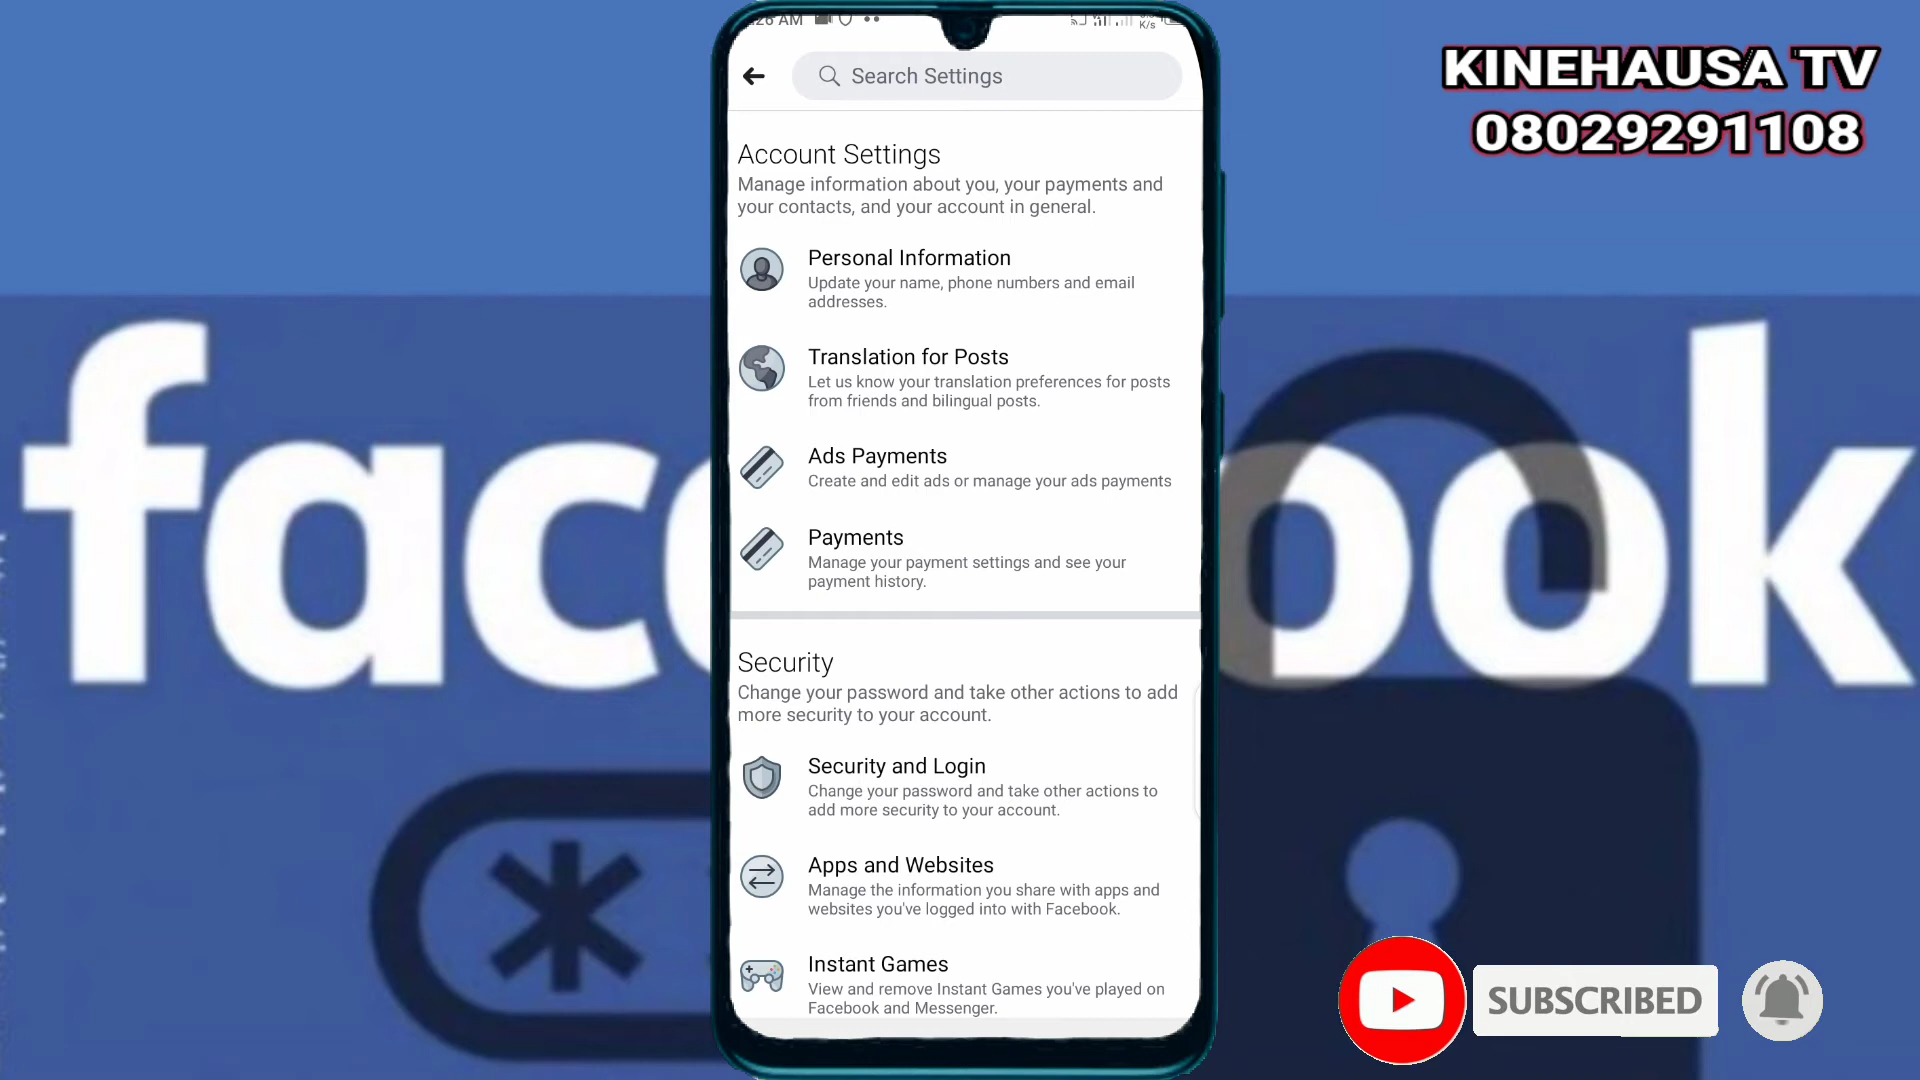 KINEHAUSA TV
08029291108
26 AM
K/s
Search Settings
Account Settings
Manage information about you, your payments and
your contacts, and your account in general.
Personal Information
Update your name, phone numbers and email
addresses.
Translation for Posts
Let us know your translation preferences for posts
from friends and bilingual posts.
Ads Payments
Create and edit ads or manage your ads payments
Payments
Manage your payment settings and see your
payment history.
Security
Change your password and take other actions to add
more security to your account.
Security and Login
Change your password and take other actions to
add more security to your account.
Apps and Websites
Manage the information you share with apps and
websites you've logged into with Facebook.
Instant Games
View and remove Instant Games you've played on
Facebook and Messenger.
fac ook
SUBSCRIBED